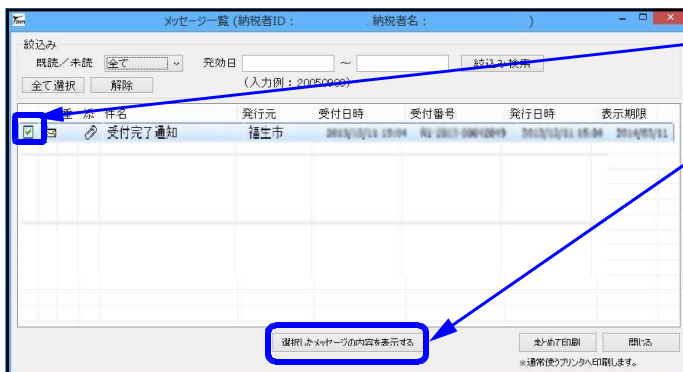 メッセージ一覧 (納税者ID： 納税者名： )
絞込み
既読／未読 全て 発効日 ～ 絞込み検索
全て選択 解除 (入力例：20050909)
重 添 件名 発行元 受付日時 受付番号 発行日時 表示期限
受付完了通知 福生市 2014/03/11
選択したメッセージの内容を表示する まとめて印刷 閉じる
※通常使うプリンタへ印刷します。